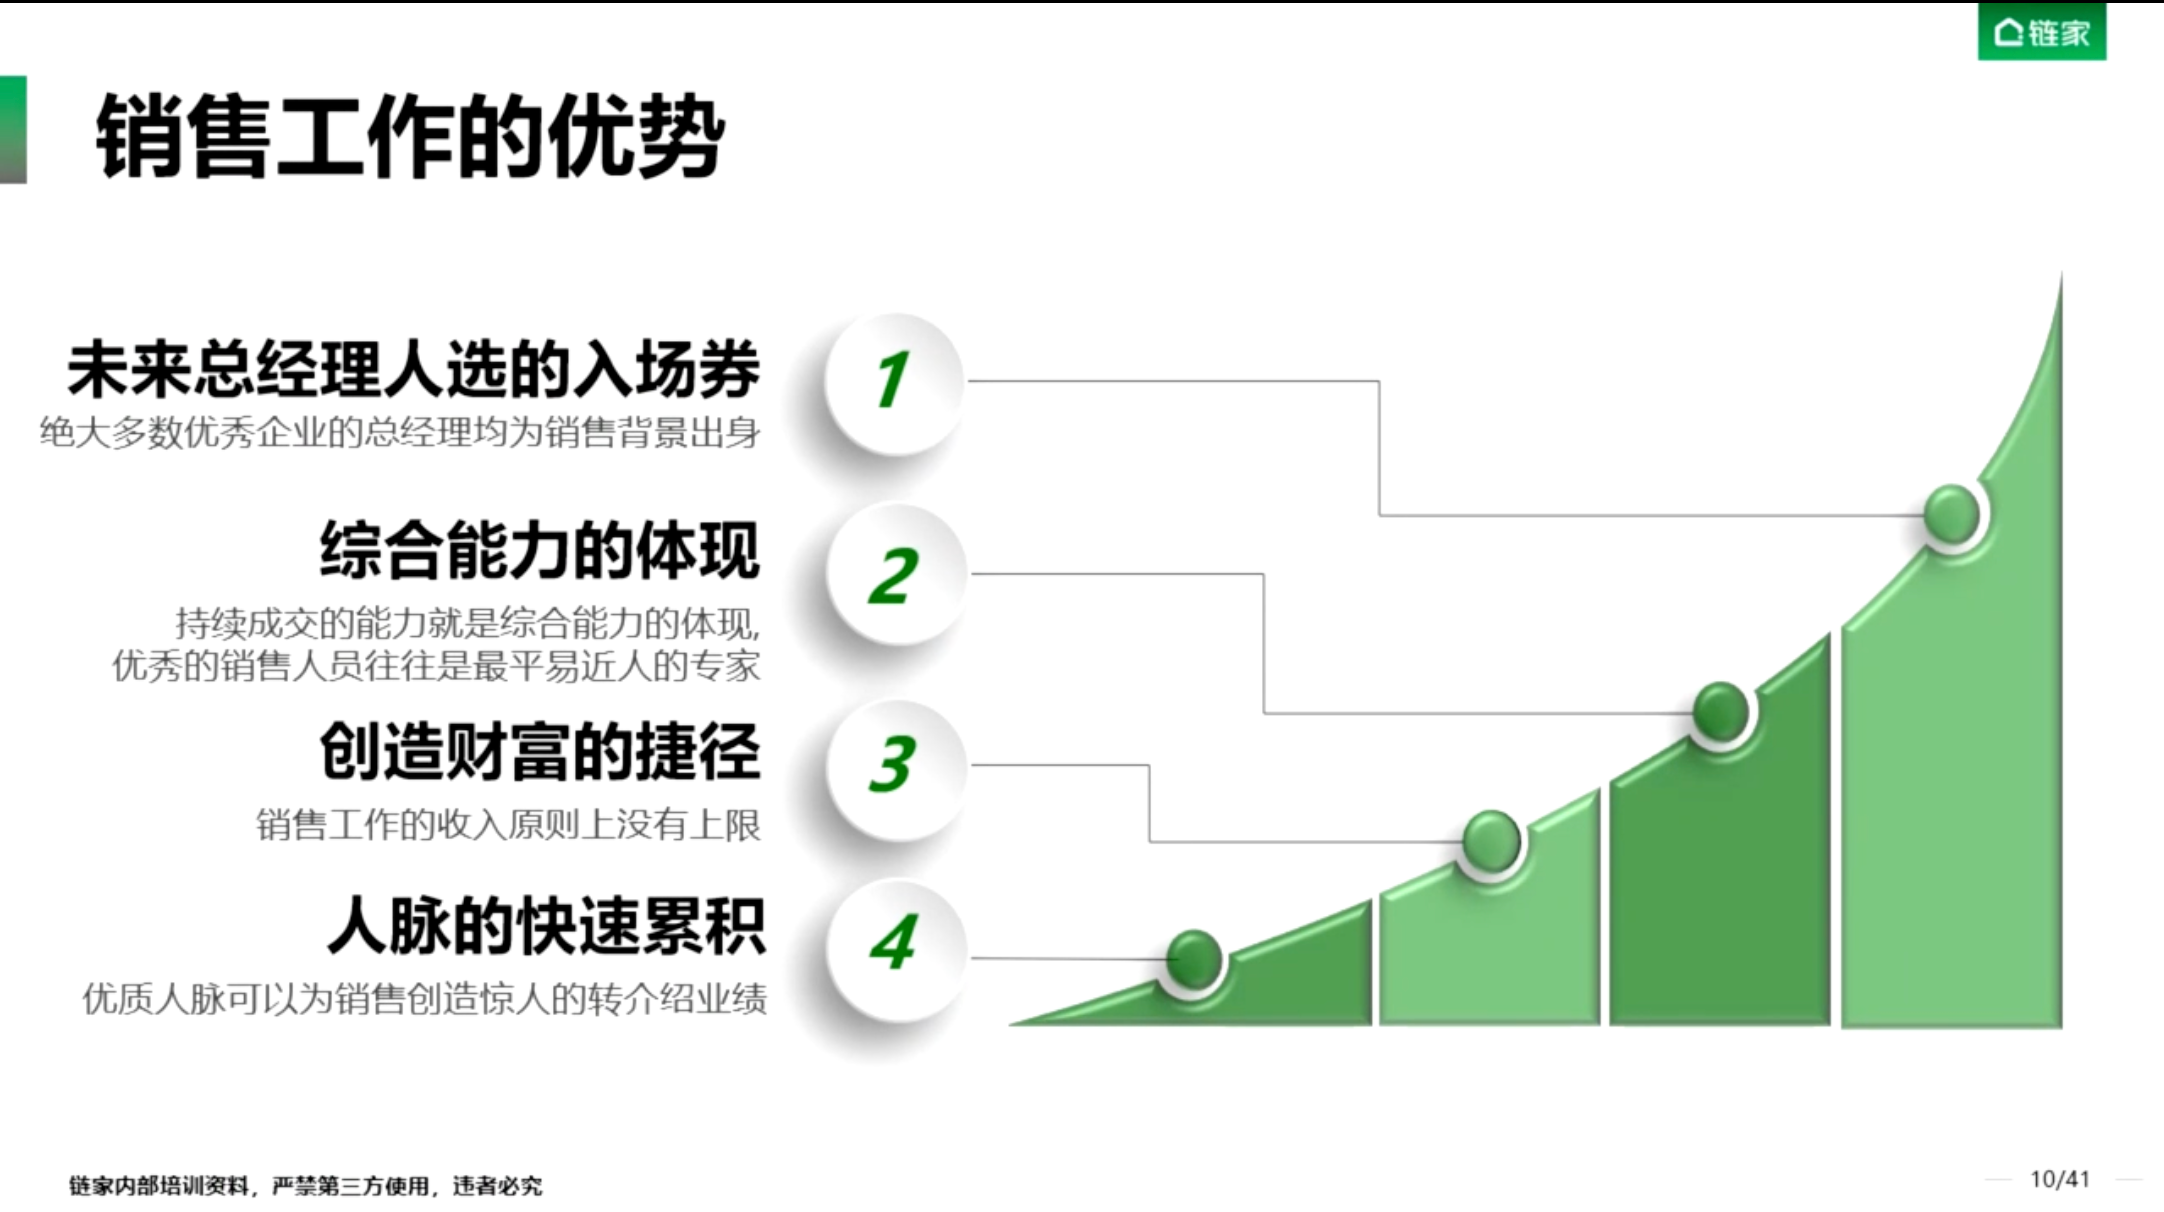 链家
销售工作的优势
未来总经理人选的入场券
绝大多数优秀企业的总经理均为销售背景出身
1
综合能力的体现
持续成交的能力就是综合能力的体现,
优秀的销售人员往往是最平易近人的专家
2
创造财富的捷径
销售工作的收入原则上没有上限
3
人脉的快速累积
优质人脉可以为销售创造惊人的转介绍业绩
4
链家内部培训资料，严禁第三方使用，违者必究
10/41